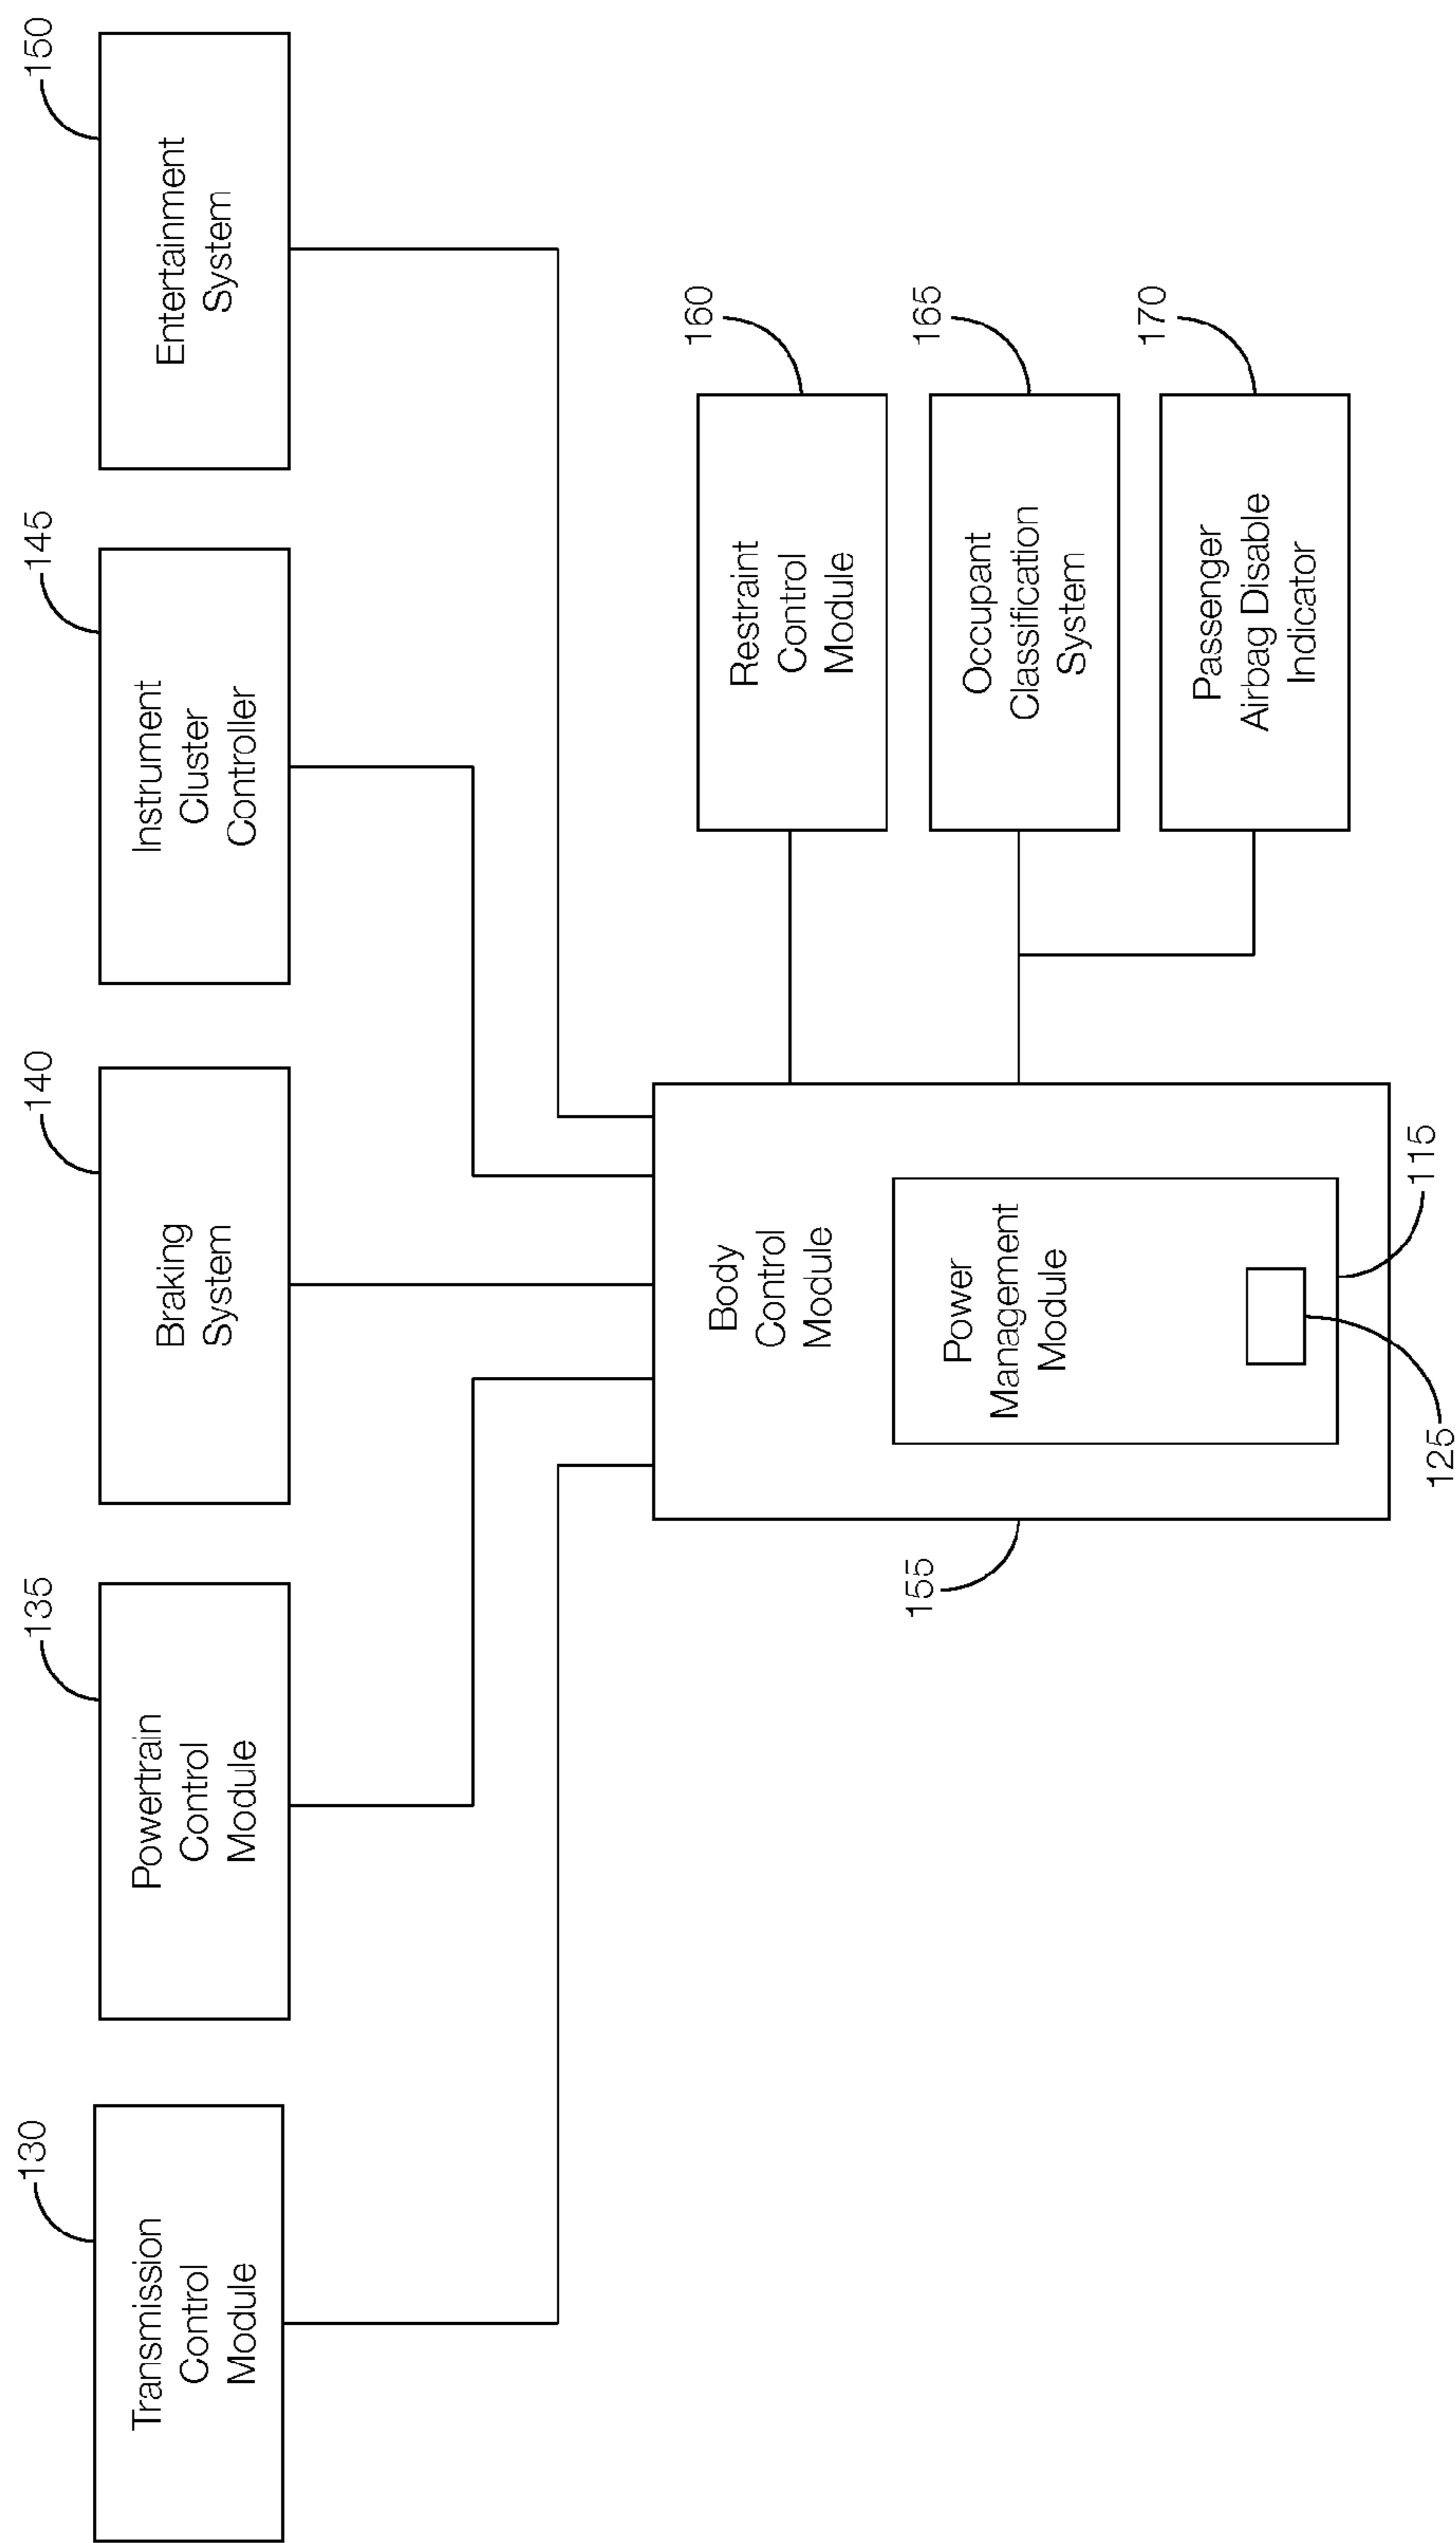 130
Transmission
Control
Module
135
Powertrain
Control
Module
140
Braking
System
145
Instrument
Cluster
Controller
150
Entertainment
System
155
Body
Control
Module
Power
Management
Module
125
115
160
Restraint
Control
Module
165
Occupant
Classification
System
170
Passenger
Airbag Disable
Indicator